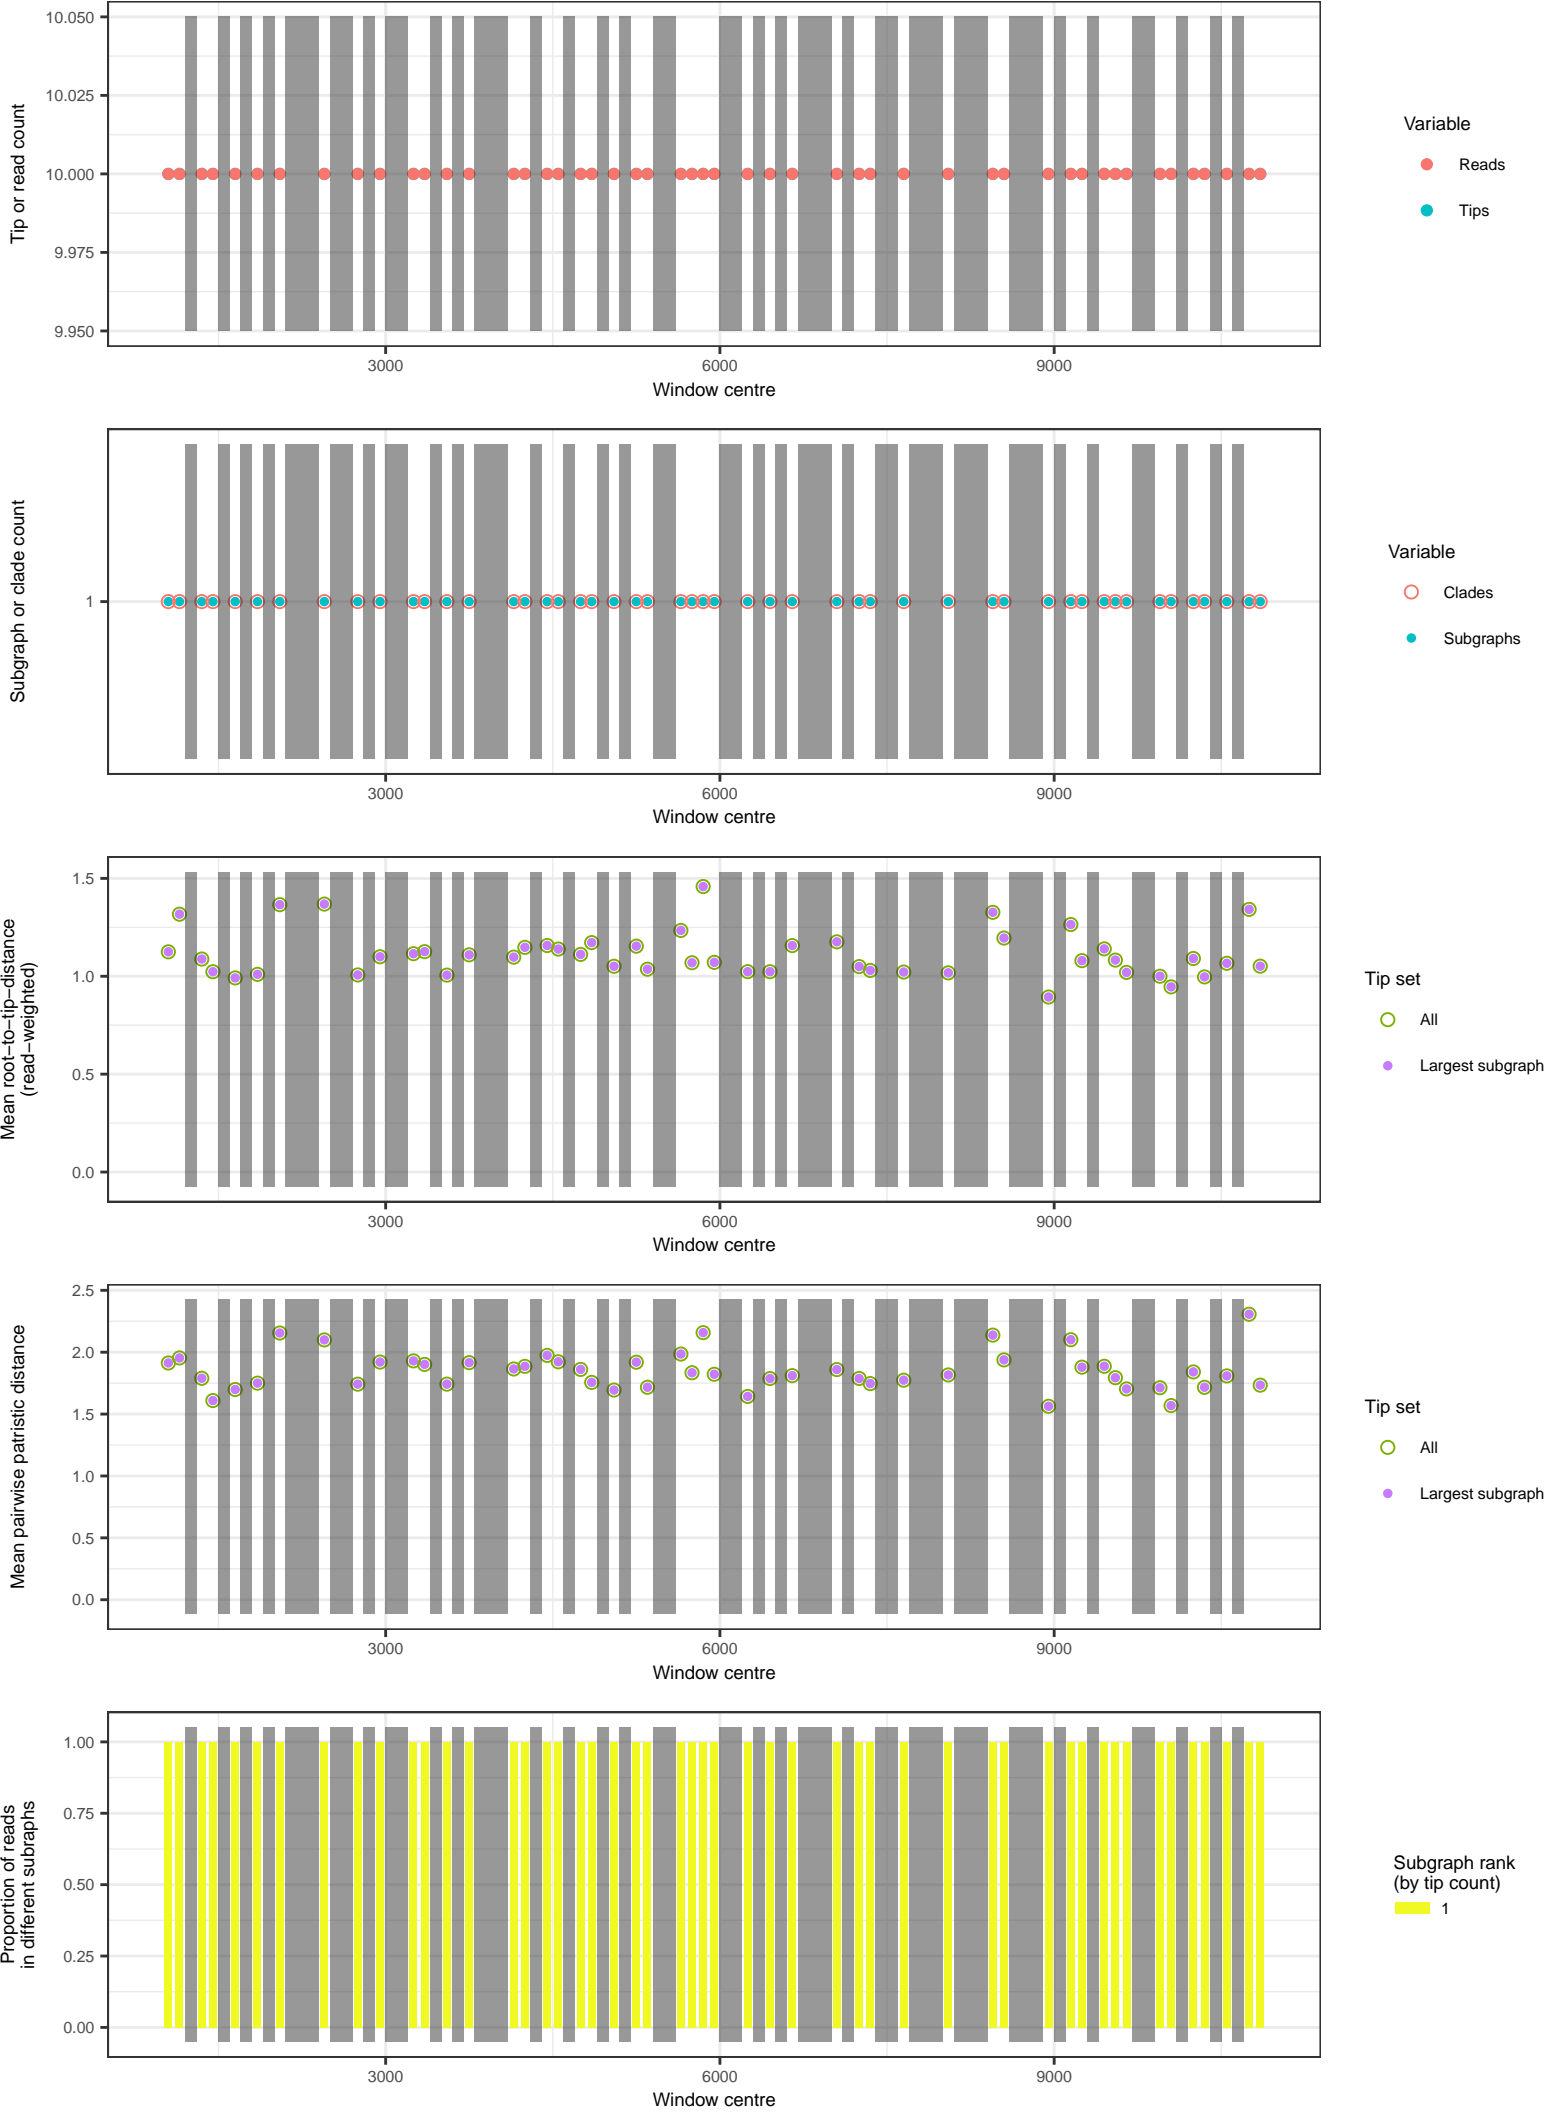 10.050
10.025
10.000
9.975
9.950
Tip or read count
3000
6000
9000
Window centre
Variable
Reads
Tips
1
Subgraph or clade count
3000
6000
9000
Window centre
Variable
Clades
Subgraphs
1.5
1.0
0.5
0.0
Mean root−to−tip−distance
(read−weighted)
3000
6000
9000
Window centre
Tip set
All
Largest subgraph
2.5
2.0
1.5
1.0
0.5
0.0
Mean pairwise patristic distance
3000
6000
9000
Window centre
Tip set
All
Largest subgraph
1.00
0.75
0.50
0.25
0.00
Proportion of reads
in different subraphs
3000
6000
9000
Window centre
Subgraph rank
(by tip count)
1